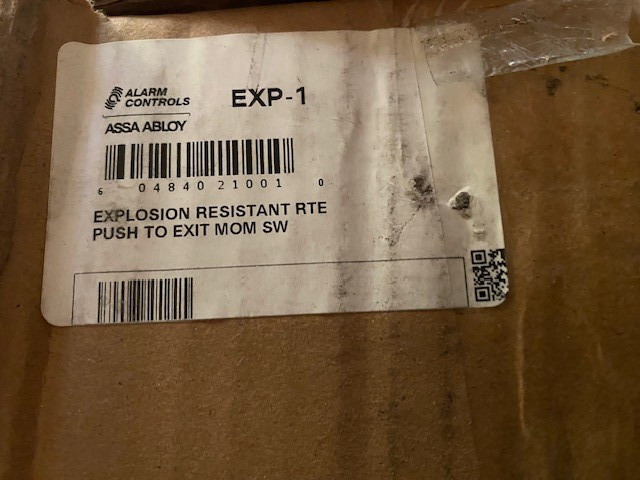 ALARM
CONTROLS
EXP-1
ASSA ABLOY
6 04840 21001 0
EXPLOSION RESISTANT RTE
PUSH TO EXIT MOM SW